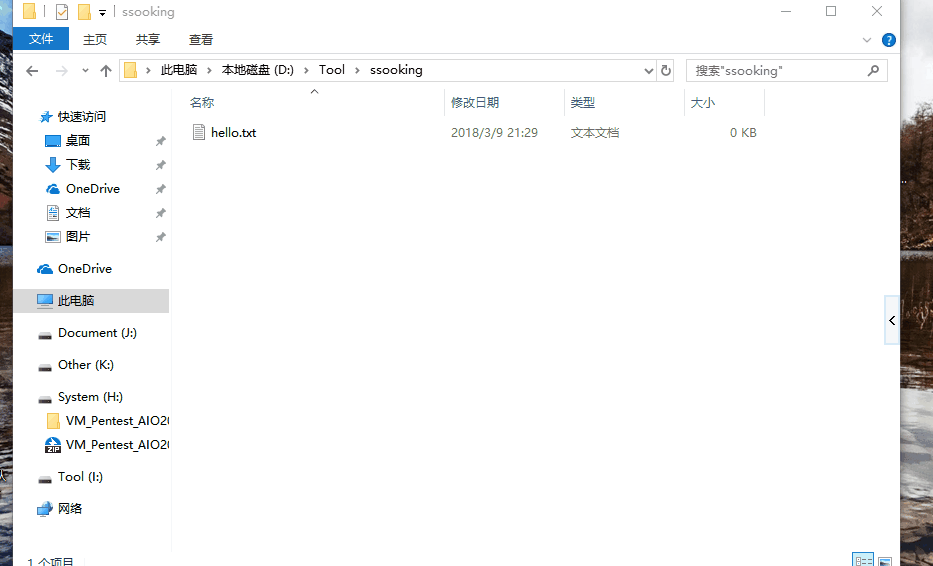 ssooking
文件 主页 共享 查看
此电脑 本地磁盘 (D:) Tool ssooking 搜索"ssooking"
名称 修改日期 类型 大小
hello.txt 2018/3/9 21:29 文本文档 0 KB
快速访问
桌面
下载
OneDrive
文档
图片
OneDrive
此电脑
Document (J:)
Other (K:)
System (H:)
VM_Pentest_AIO20
VM_Pentest_AIO20
ZIP
Tool (I:)
网络
1 个项目